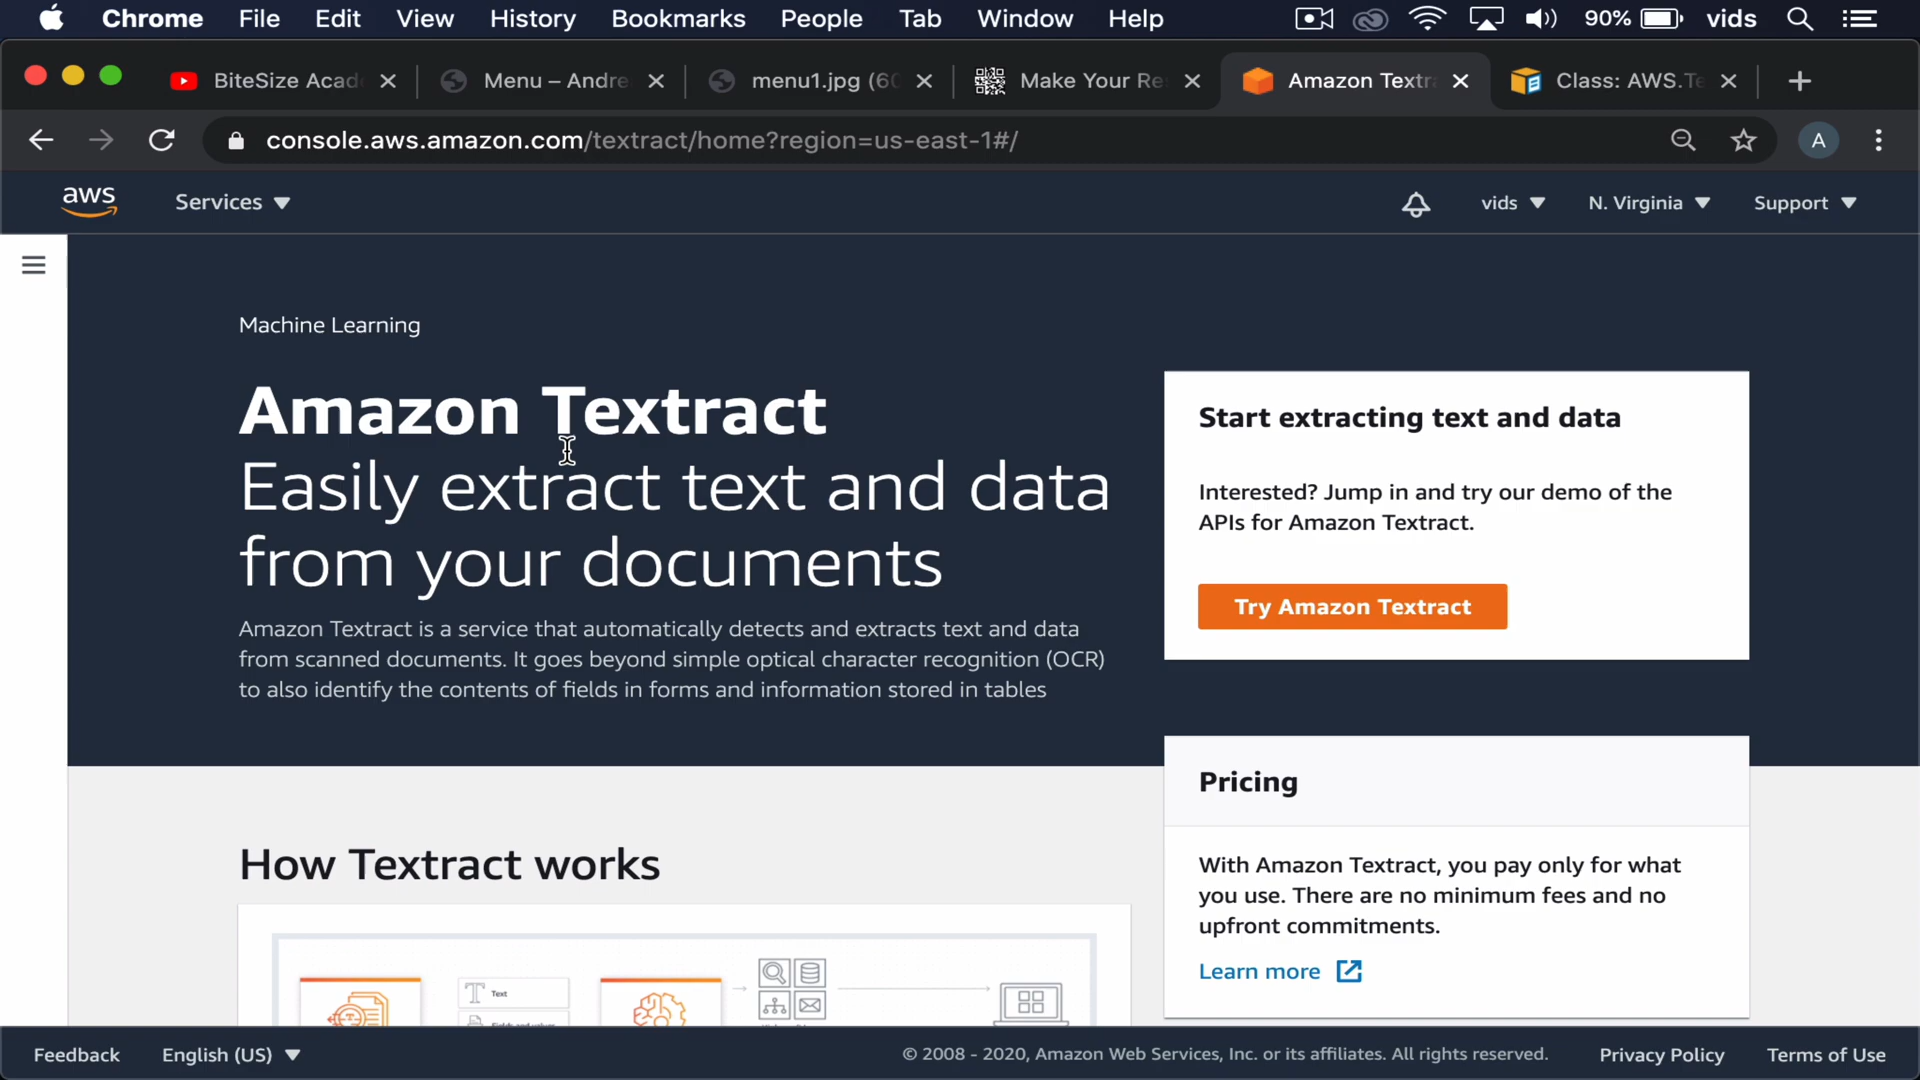 Chrome File Edit View History Bookmarks People Tab Window Help 90% vids
BiteSize Acad Menu – Andre menu1.jpg (60 Make Your Re Amazon Textr Class: AWS.Te
console.aws.amazon.com/textract/home?region=us-east-1#/ A
aws Services vids N. Virginia Support
Machine Learning
Amazon Textract
Easily extract text and data
from your documents
Amazon Textract is a service that automatically detects and extracts text and data
from scanned documents. It goes beyond simple optical character recognition (OCR)
to also identify the contents of fields in forms and information stored in tables
Start extracting text and data
Interested? Jump in and try our demo of the
APIs for Amazon Textract.
Try Amazon Textract
Pricing
With Amazon Textract, you pay only for what
you use. There are no minimum fees and no
upfront commitments.
Learn more
How Textract works
Text
Feedback English (US) © 2008 - 2020, Amazon Web Services, Inc. or its affiliates. All rights reserved. Privacy Policy Terms of Use